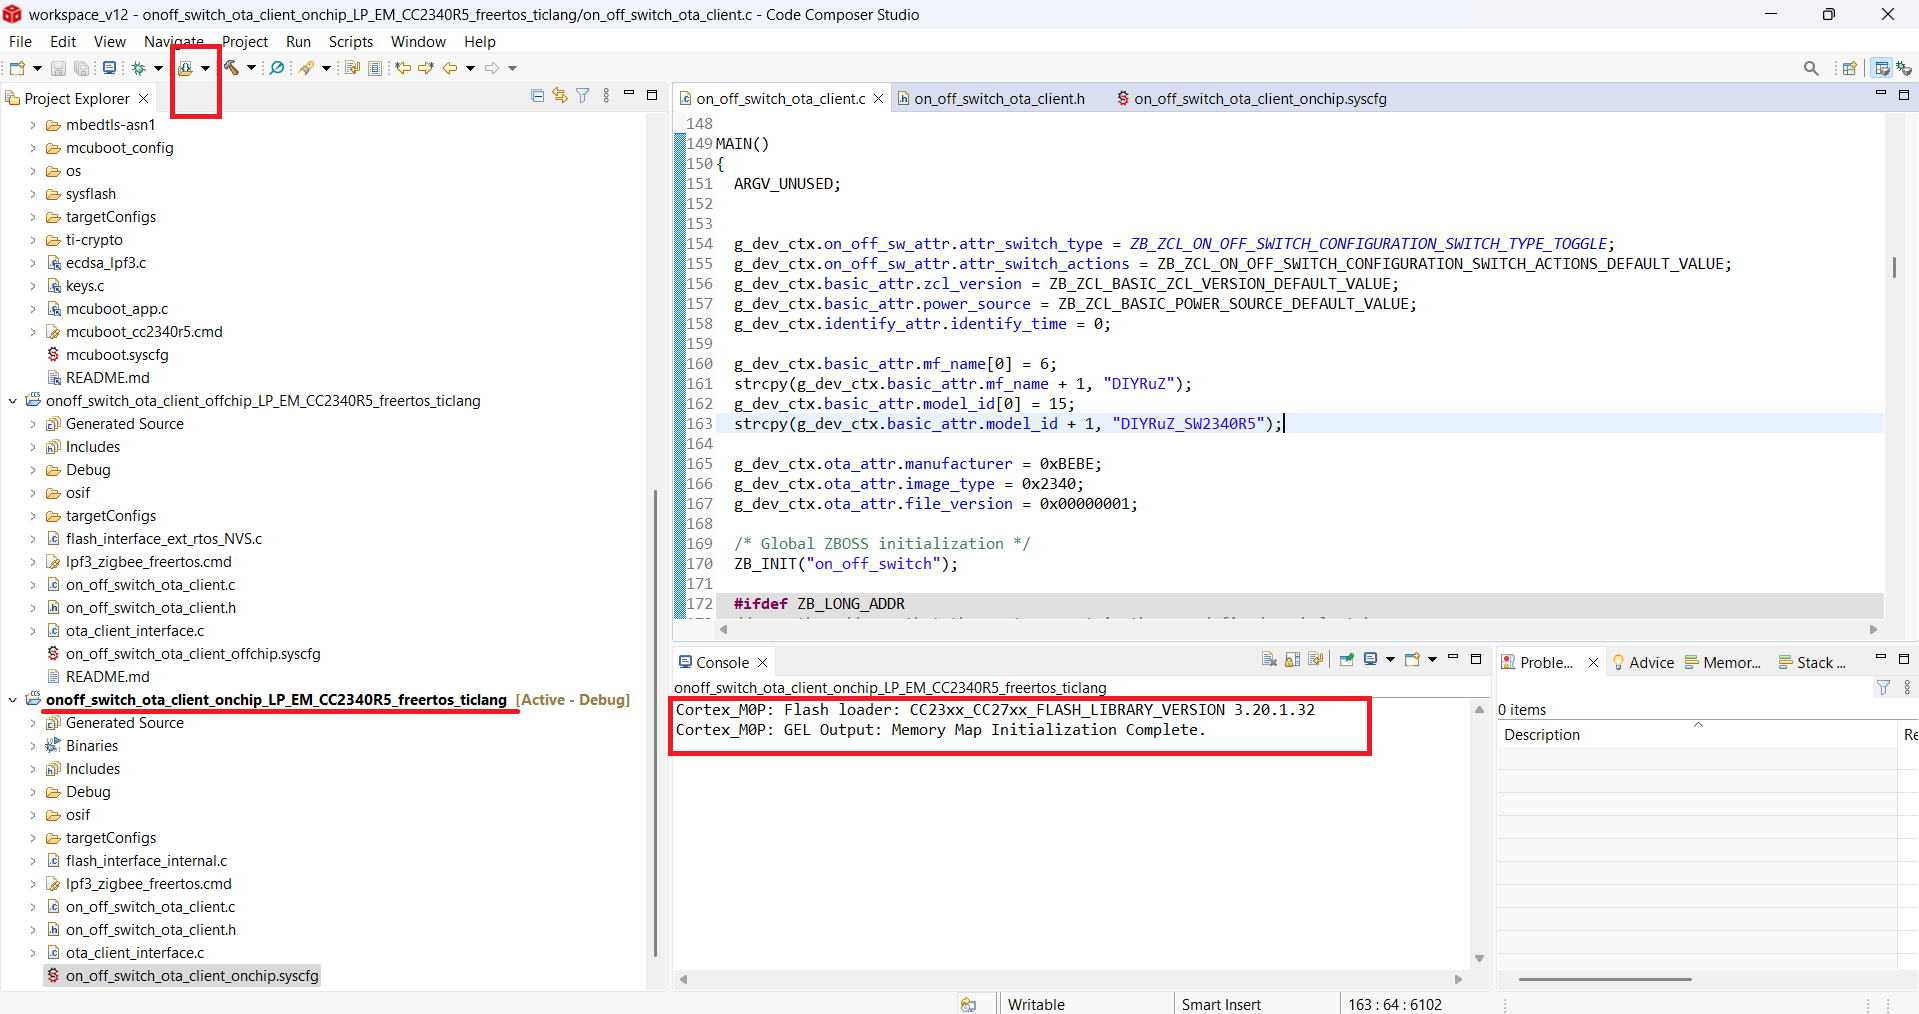 workspace_v12 - onoff_switch_ota_client_onchip_LP_EM_CC2340R5_freertos_ticlang/on_off_switch_ota_client.c - Code Composer Studio
File Edit View Navigate Project Run Scripts Window Help
Project Explorer
mbedtls-asn1
mcuboot_config
os
sysflash
targetConfigs
ti-crypto
ecdsa_lpf3.c
keys.c
mcuboot_app.c
mcuboot_cc2340r5.cmd
mcuboot.syscfg
README.md
onoff_switch_ota_client_offchip_LP_EM_CC2340R5_freertos_ticlang
Generated Source
Includes
Debug
osif
targetConfigs
flash_interface_ext_rtos_NVS.c
lpf3_zigbee_freertos.cmd
on_off_switch_ota_client.c
on_off_switch_ota_client.h
ota_client_interface.c
on_off_switch_ota_client_offchip.syscfg
README.md
onoff_switch_ota_client_onchip_LP_EM_CC2340R5_freertos_ticlang [Active - Debug]
Generated Source
Binaries
Includes
Debug
osif
targetConfigs
flash_interface_internal.c
lpf3_zigbee_freertos.cmd
on_off_switch_ota_client.c
on_off_switch_ota_client.h
ota_client_interface.c
on_off_switch_ota_client_onchip.syscfg
on_off_switch_ota_client.c on_off_switch_ota_client.h on_off_switch_ota_client_onchip.syscfg
148
149 MAIN()
150 {
151 ARGV_UNUSED;
152
153
154 g_dev_ctx.on_off_sw_attr.attr_switch_type = ZB_ZCL_ON_OFF_SWITCH_CONFIGURATION_SWITCH_TYPE_TOGGLE;
155 g_dev_ctx.on_off_sw_attr.attr_switch_actions = ZB_ZCL_ON_OFF_SWITCH_CONFIGURATION_SWITCH_ACTIONS_DEFAULT_VALUE;
156 g_dev_ctx.basic_attr.zcl_version = ZB_ZCL_BASIC_ZCL_VERSION_DEFAULT_VALUE;
157 g_dev_ctx.basic_attr.power_source = ZB_ZCL_BASIC_POWER_SOURCE_DEFAULT_VALUE;
158 g_dev_ctx.identify_attr.identify_time = 0;
159
160 g_dev_ctx.basic_attr.mf_name[0] = 6;
161 strcpy(g_dev_ctx.basic_attr.mf_name + 1, "DIYRuZ");
162 g_dev_ctx.basic_attr.model_id[0] = 15;
163 strcpy(g_dev_ctx.basic_attr.model_id + 1, "DIYRuZ_SW2340R5");
164
165 g_dev_ctx.ota_attr.manufacturer = 0xBEBE;
166 g_dev_ctx.ota_attr.image_type = 0x2340;
167 g_dev_ctx.ota_attr.file_version = 0x00000001;
168
169 /* Global ZBOSS initialization */
170 ZB_INIT("on_off_switch");
171
172 #ifdef ZB_LONG_ADDR
Console
onoff_switch_ota_client_onchip_LP_EM_CC2340R5_freertos_ticlang
Cortex_M0P: Flash loader: CC23xx_CC27xx_FLASH_LIBRARY_VERSION 3.20.1.32
Cortex_M0P: GEL Output: Memory Map Initialization Complete.
Proble... Advice Memor... Stack ...
0 items
Description Re
Writable Smart Insert 163 : 64 : 6102